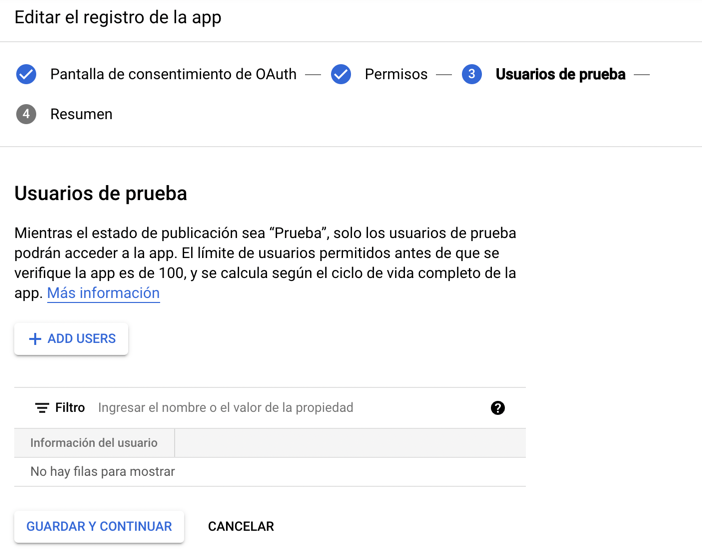 Editar el registro de la app
Pantalla de consentimiento de OAuth — Permisos — 3 Usuarios de prueba —
4 Resumen
Usuarios de prueba
Mientras el estado de publicación sea “Prueba”, solo los usuarios de prueba
podrán acceder a la app. El límite de usuarios permitidos antes de que se
verifique la app es de 100, y se calcula según el ciclo de vida completo de la
app. Más información
+ ADD USERS
Filtro Ingresar el nombre o el valor de la propiedad ?
Información del usuario
No hay filas para mostrar
GUARDAR Y CONTINUAR CANCELAR